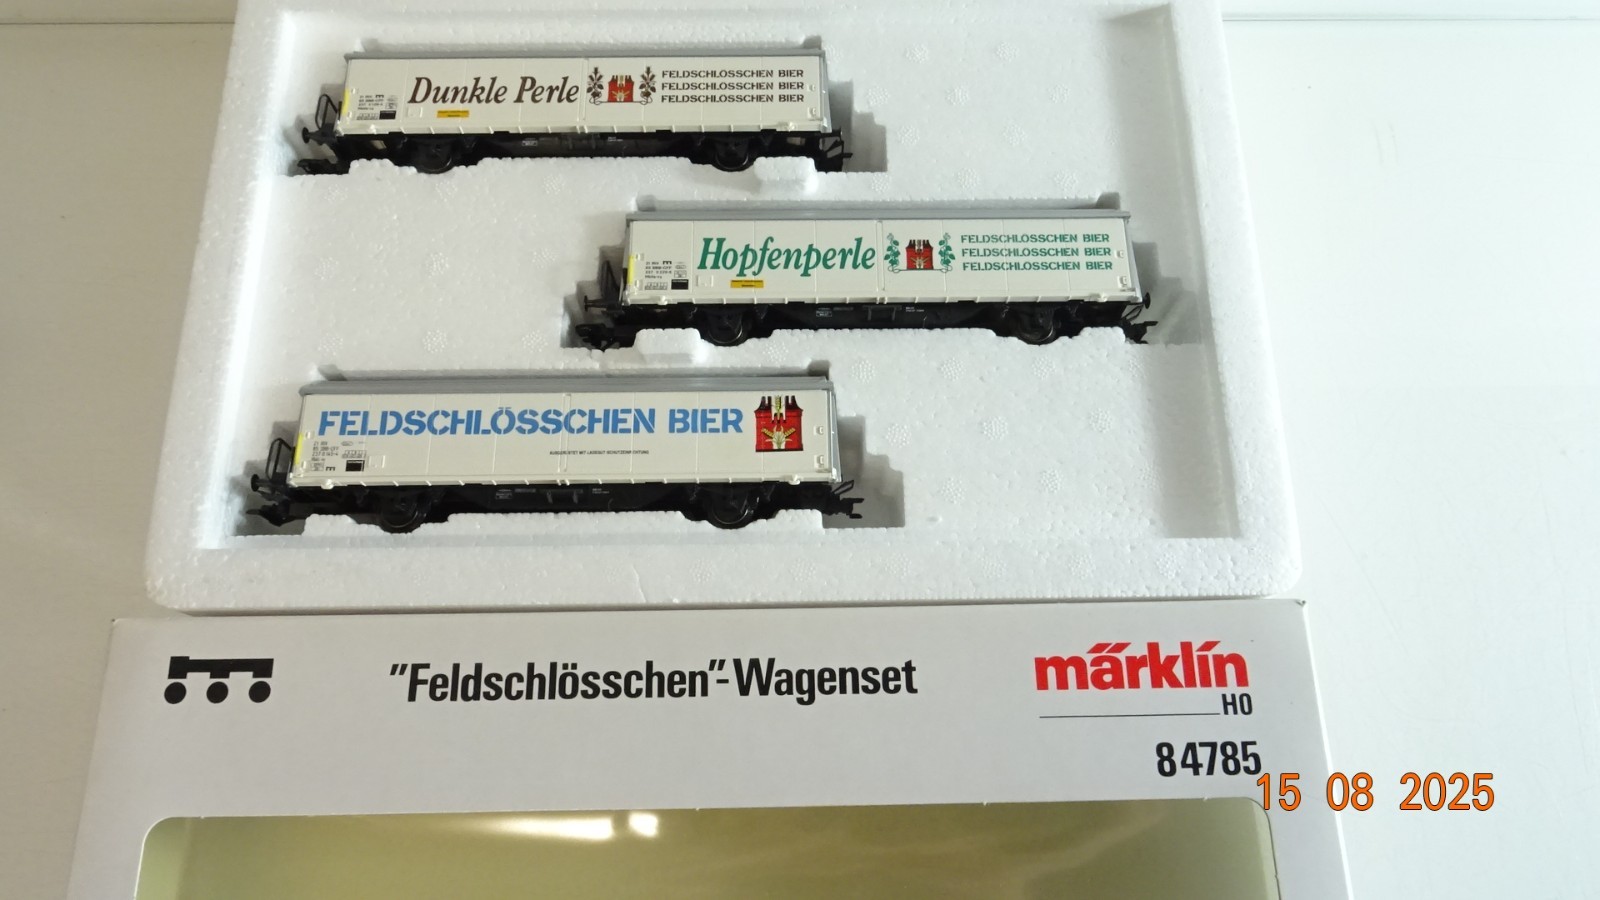 Dunkle Perle
FELDSCHLÖSSCHEN BIER
FELDSCHLÖSSCHEN BIER
FELDSCHLÖSSCHEN BIER
Hopfenperle
FELDSCHLÖSSCHEN BIER
FELDSCHLÖSSCHEN BIER
FELDSCHLÖSSCHEN BIER
FELDSCHLÖSSCHEN BIER
"Feldschlösschen"-Wagenset
märklin
HO
84785
15 08 2025